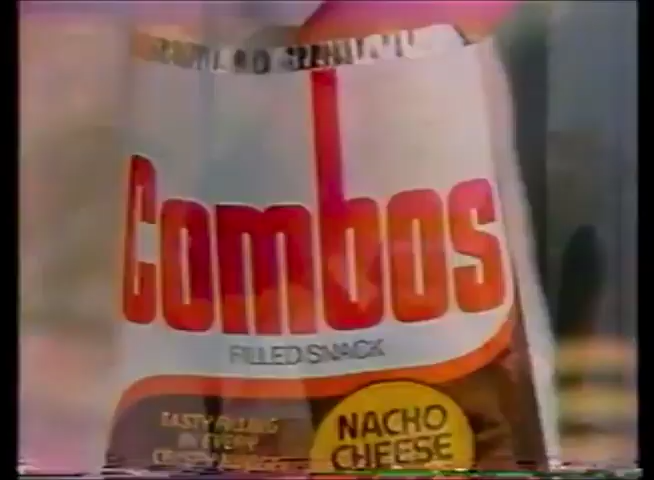 Combos
FILLED SNACK
TASTY FILLING
IN EVERY
NACHO
CHEESE